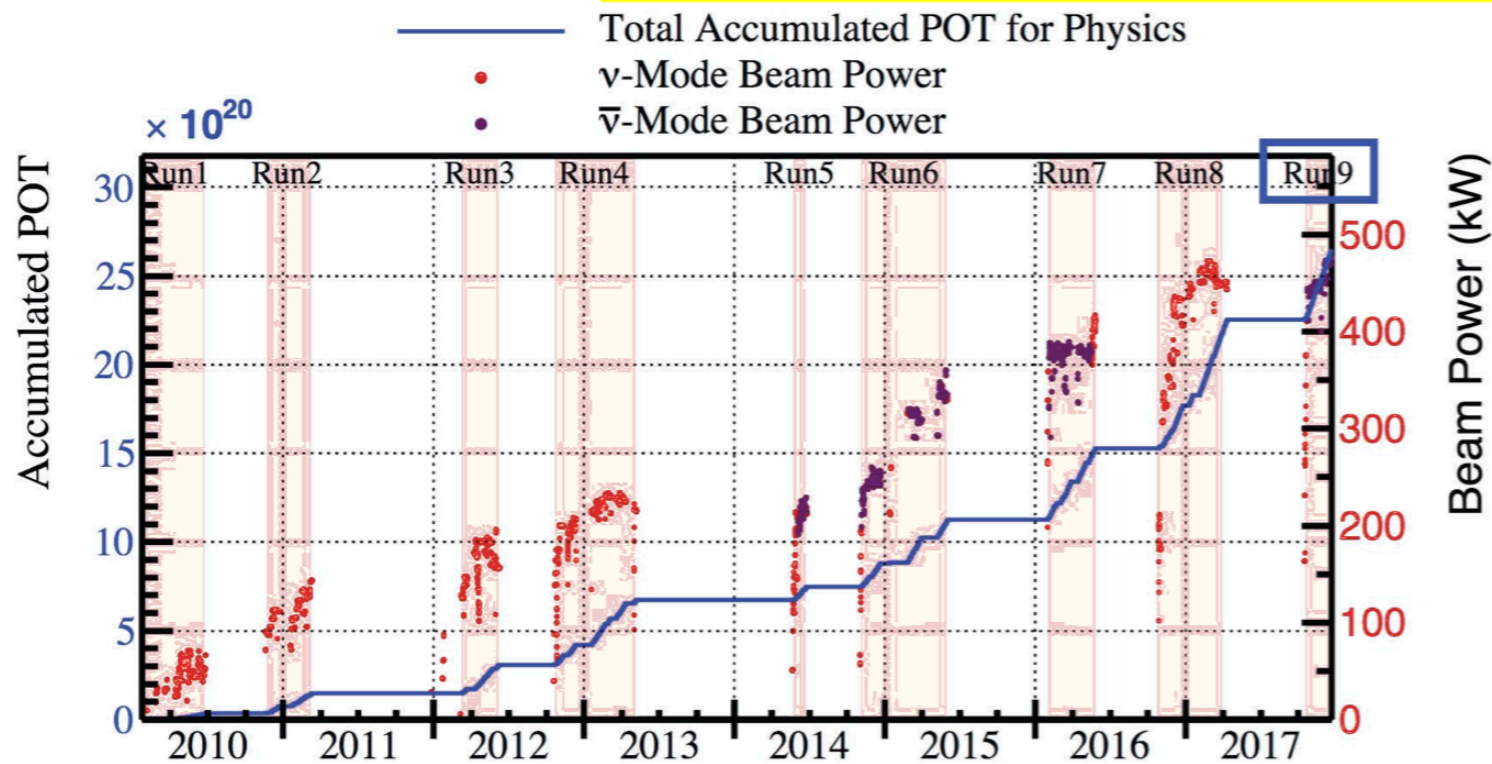 Total Accumulated POT for Physics
ν-Mode Beam Power
ν̅-Mode Beam Power
× 10²⁰
Accumulated POT
Beam Power (kW)
Run1 Run2 Run3 Run4 Run5 Run6 Run7 Run8 Run9
30
25
20
15
10
5
0
500
400
300
200
100
0
2010 2011 2012 2013 2014 2015 2016 2017